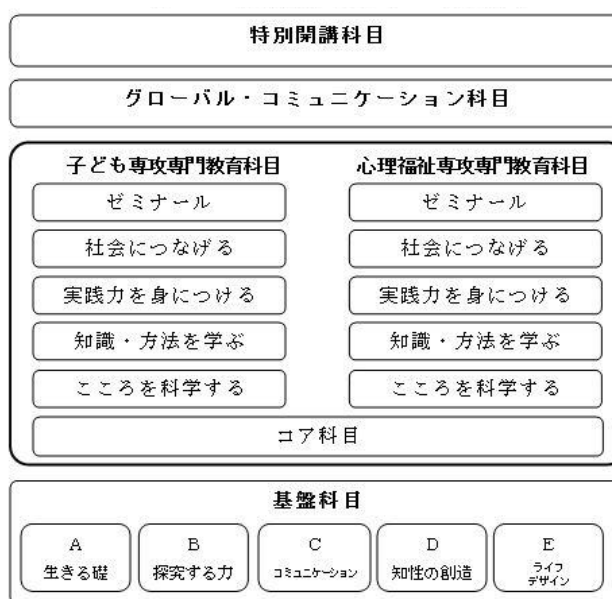 特別開講科目
グローバル・コミュニケーション科目
子ども専攻専門教育科目
ゼミナール
社会につなげる
実践力を身につける
知識・方法を学ぶ
こころを科学する
心理福祉専攻専門教育科目
ゼミナール
社会につなげる
実践力を身につける
知識・方法を学ぶ
こころを科学する
コア科目
基盤科目
A
生きる礎
B
探究する力
C
コミュニケーション
D
知性の創造
E
ライフ
デザイン